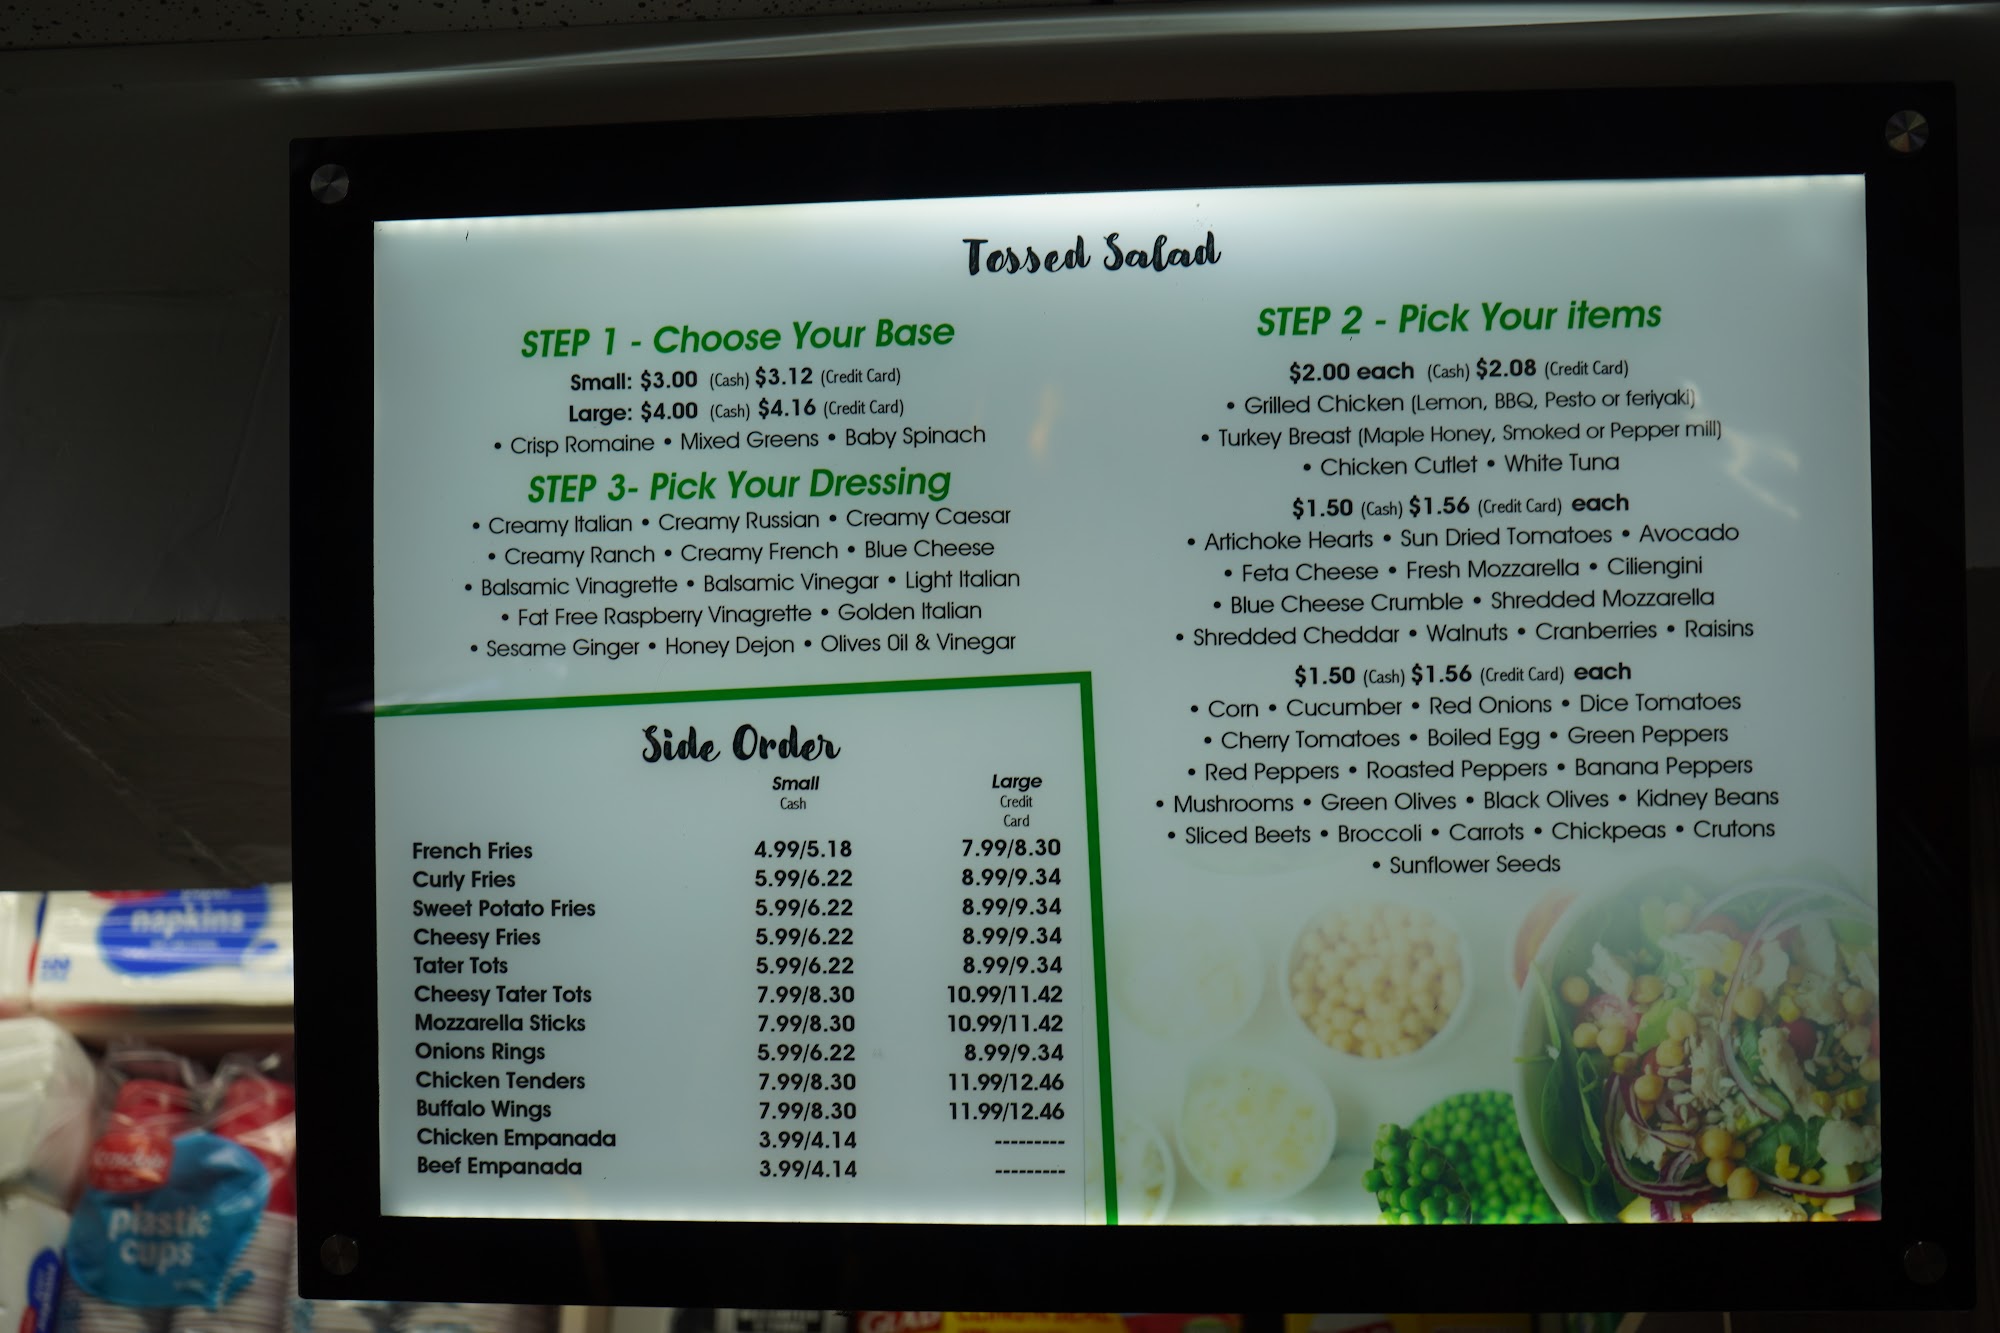 Tossed Salad
STEP 1 - Choose Your Base
Small: $3.00 (Cash) $3.12 (Credit Card)
Large: $4.00 (Cash) $4.16 (Credit Card)
• Crisp Romaine • Mixed Greens • Baby Spinach
STEP 3- Pick Your Dressing
• Creamy Italian • Creamy Russian • Creamy Caesar
• Creamy Ranch • Creamy French • Blue Cheese
• Balsamic Vinagrette • Balsamic Vinegar • Light Italian
• Fat Free Raspberry Vinagrette • Golden Italian
• Sesame Ginger • Honey Dejon • Olives Oil & Vinegar
STEP 2 - Pick Your items
$2.00 each (Cash) $2.08 (Credit Card)
• Grilled Chicken (Lemon, BBQ, Pesto or feriyaki)
• Turkey Breast (Maple Honey, Smoked or Pepper mill)
• Chicken Cutlet • White Tuna
$1.50 (Cash) $1.56 (Credit Card) each
• Artichoke Hearts • Sun Dried Tomatoes • Avocado
• Feta Cheese • Fresh Mozzarella • Ciliengini
• Blue Cheese Crumble • Shredded Mozzarella
• Shredded Cheddar • Walnuts • Cranberries • Raisins
$1.50 (Cash) $1.56 (Credit Card) each
• Corn • Cucumber • Red Onions • Dice Tomatoes
• Cherry Tomatoes • Boiled Egg • Green Peppers
• Red Peppers • Roasted Peppers • Banana Peppers
• Mushrooms • Green Olives • Black Olives • Kidney Beans
• Sliced Beets • Broccoli • Carrots • Chickpeas • Crutons
• Sunflower Seeds
Side Order
Small Large
Cash Credit
Card
French Fries 4.99/5.18 7.99/8.30
Curly Fries 5.99/6.22 8.99/9.34
Sweet Potato Fries 5.99/6.22 8.99/9.34
Cheesy Fries 5.99/6.22 8.99/9.34
Tater Tots 5.99/6.22 8.99/9.34
Cheesy Tater Tots 7.99/8.30 10.99/11.42
Mozzarella Sticks 7.99/8.30 10.99/11.42
Onions Rings 5.99/6.22 8.99/9.34
Chicken Tenders 7.99/8.30 11.99/12.46
Buffalo Wings 7.99/8.30 11.99/12.46
Chicken Empanada 3.99/4.14 ---------
Beef Empanada 3.99/4.14 ---------
napkins
plastic
cups
GLAD